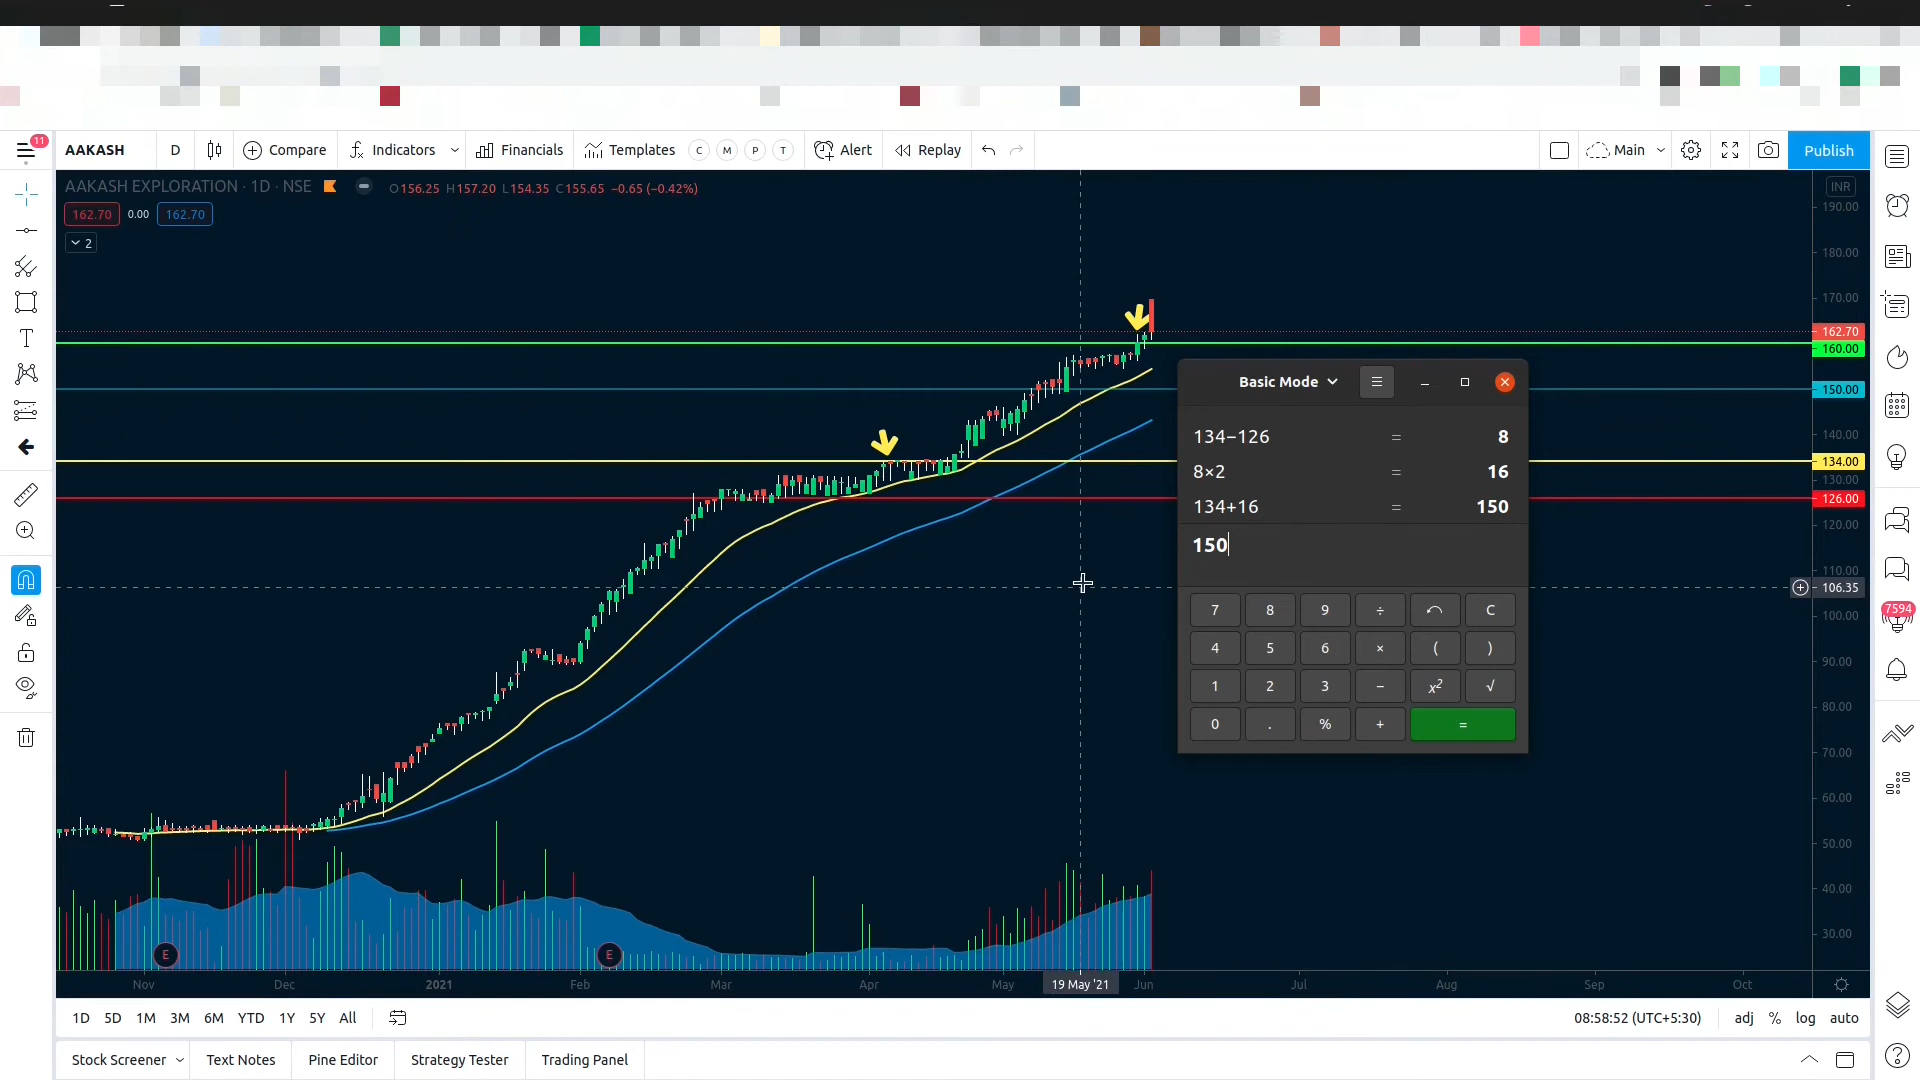 11
AAKASH D Compare Indicators Financials Templates C M P T Alert Replay Main Publish
AAKASH EXPLORATION · 1D · NSE O156.25 H157.20 L154.35 C155.65 −0.65 (−0.42%)
INR
162.70 0.00 162.70
2
190.00
180.00
170.00
162.70
160.00
150.00
140.00
134.00
130.00
126.00
120.00
110.00
106.35
100.00
90.00
80.00
70.00
60.00
50.00
40.00
30.00
Basic Mode
134−126 = 8
8×2 = 16
134+16 = 150
150
7 8 9 ÷ C
4 5 6 × ( )
1 2 3 − x² √
0 . % + =
7594
E E
Nov Dec 2021 Feb Mar Apr May 19 May '21 Jun Jul Aug Sep Oct
1D 5D 1M 3M 6M YTD 1Y 5Y All 08:58:52 (UTC+5:30) adj % log auto
Stock Screener Text Notes Pine Editor Strategy Tester Trading Panel